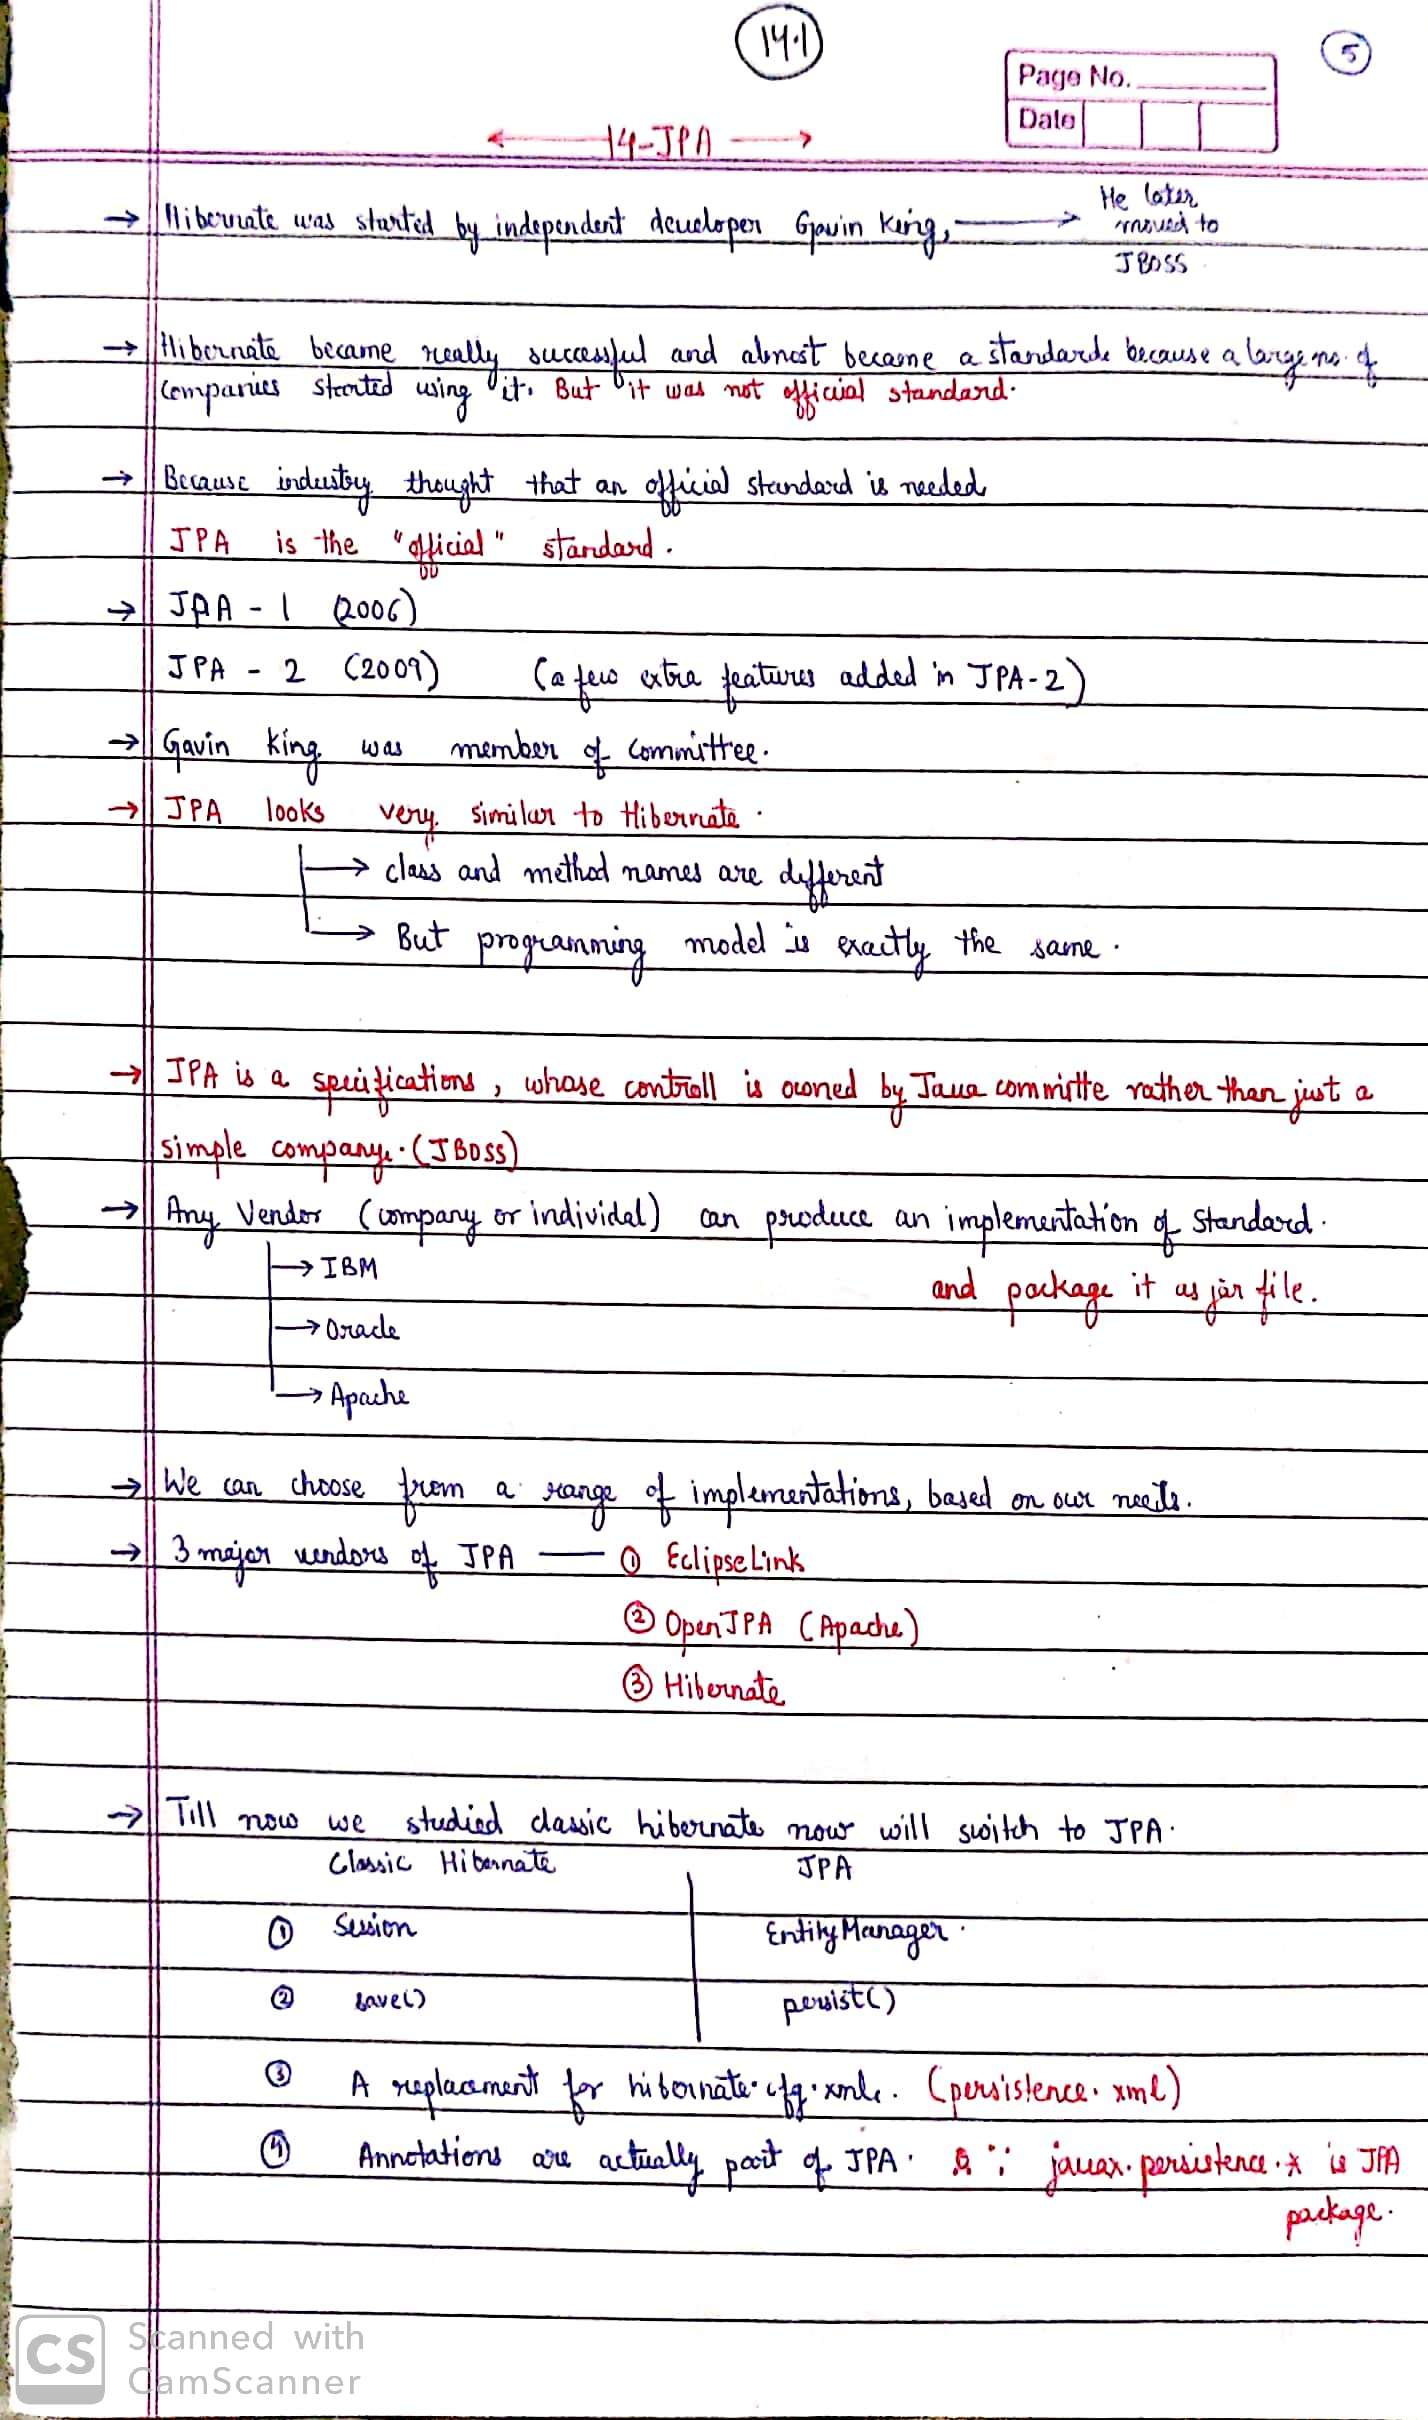 14.1
5
Page No.
Date
14-JPA
→ Hibernate was started by independent developer Gavin King, → He later
moved to
JBOSS
→ Hibernate became really successful and almost became a standard because a large no. of
companies started using it. But it was not official standard.
→ Because industry thought that an official standard is needed
JPA is the "official" standard.
→ JPA - 1 (2006)
JPA - 2 (2009) (a few extra features added in JPA-2)
→ Gavin King was member of Committee.
→ JPA looks very similar to Hibernate.
→ class and method names are different
→ But programming model is exactly the same.
→ JPA is a specifications, whose controll is owned by Java committe rather than just a
simple company. (JBOSS)
→ Any Vendor (company or individal) can produce an implementation of standard.
→ IBM
and package it as jar file.
→ Oracle
→ Apache
→ We can choose from a range of implementations, based on our needs.
→ 3 major vendors of JPA — ① EclipseLink
② OpenJPA (Apache)
③ Hibernate
→ Till now we studied classic hibernate now will switch to JPA.
Classic Hibernate JPA
① Session EntityManager.
② save() persist()
③ A replacement for hibernate.cfg.xml. (persistence.xml)
④ Annotations are actually part of JPA. ∵ javax.persistence.* is JPA
package.
CS Scanned with
CamScanner